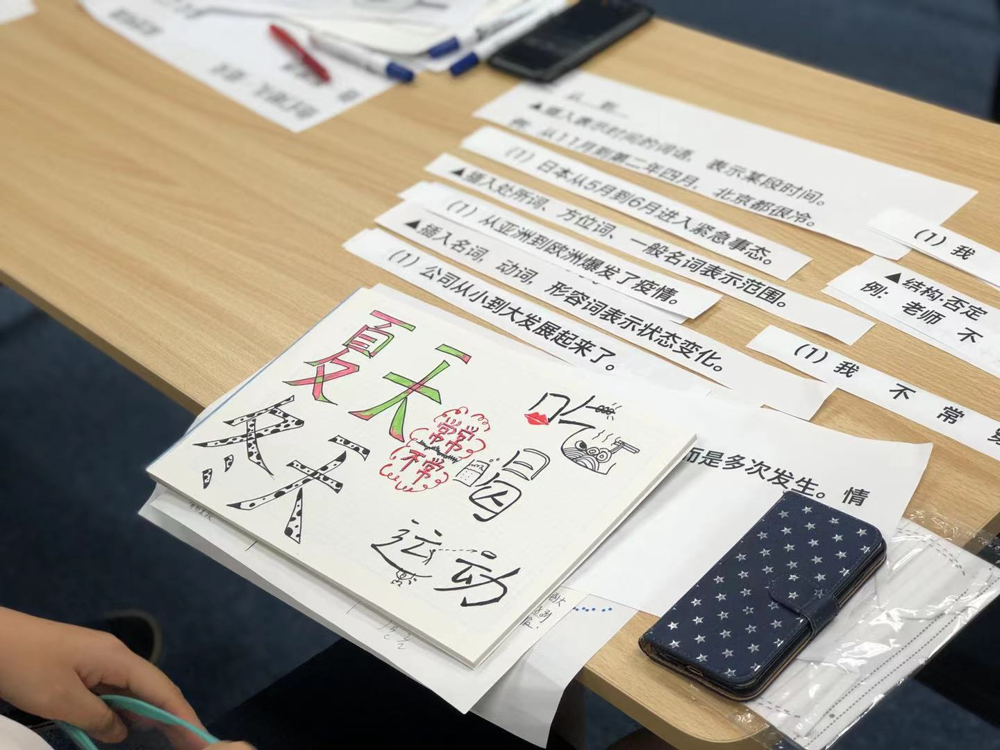 从…到…
▲插入表示时间的词语，表示某段时间。
例：从11月到第二年四月，北京都很冷。
（1）日本从5月到6月进入紧急事态。
▲插入处所词、方位词、一般名词表示范围。
（1）从亚洲到欧洲爆发了疫情。
▲插入名词，动词，形容词表示状态变化。
（1）公司从小到大发展起来了。
（1）我
▲结构:否定
例： 老师 不
（1）我 不 常
而是多次发生。情
夏天
冬天
常常
不常
吃
喝
运动